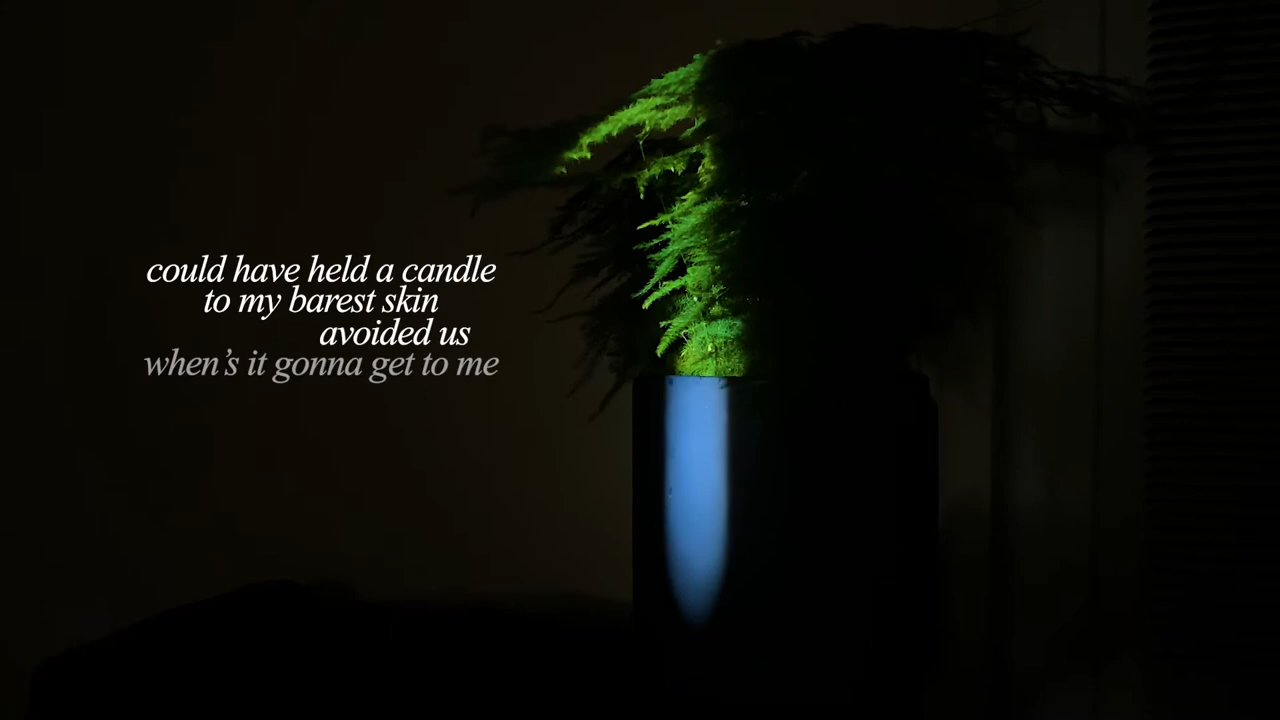 could have held a candle
to my barest skin
avoided us
when's it gonna get to me